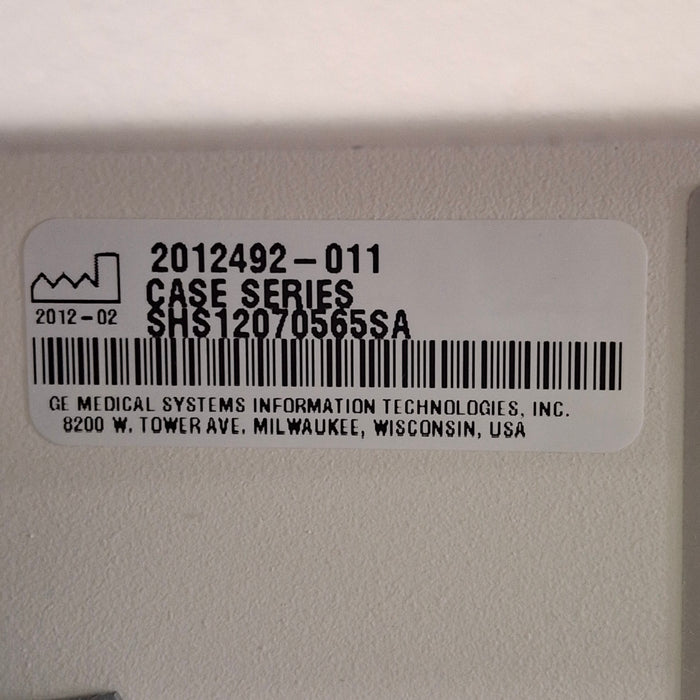 2012492-011
CASE SERIES
2012-02
SHS12070565SA
GE MEDICAL SYSTEMS INFORMATION TECHNOLOGIES, INC.
8200 W. TOWER AVE. MILWAUKEE, WISCONSIN, USA